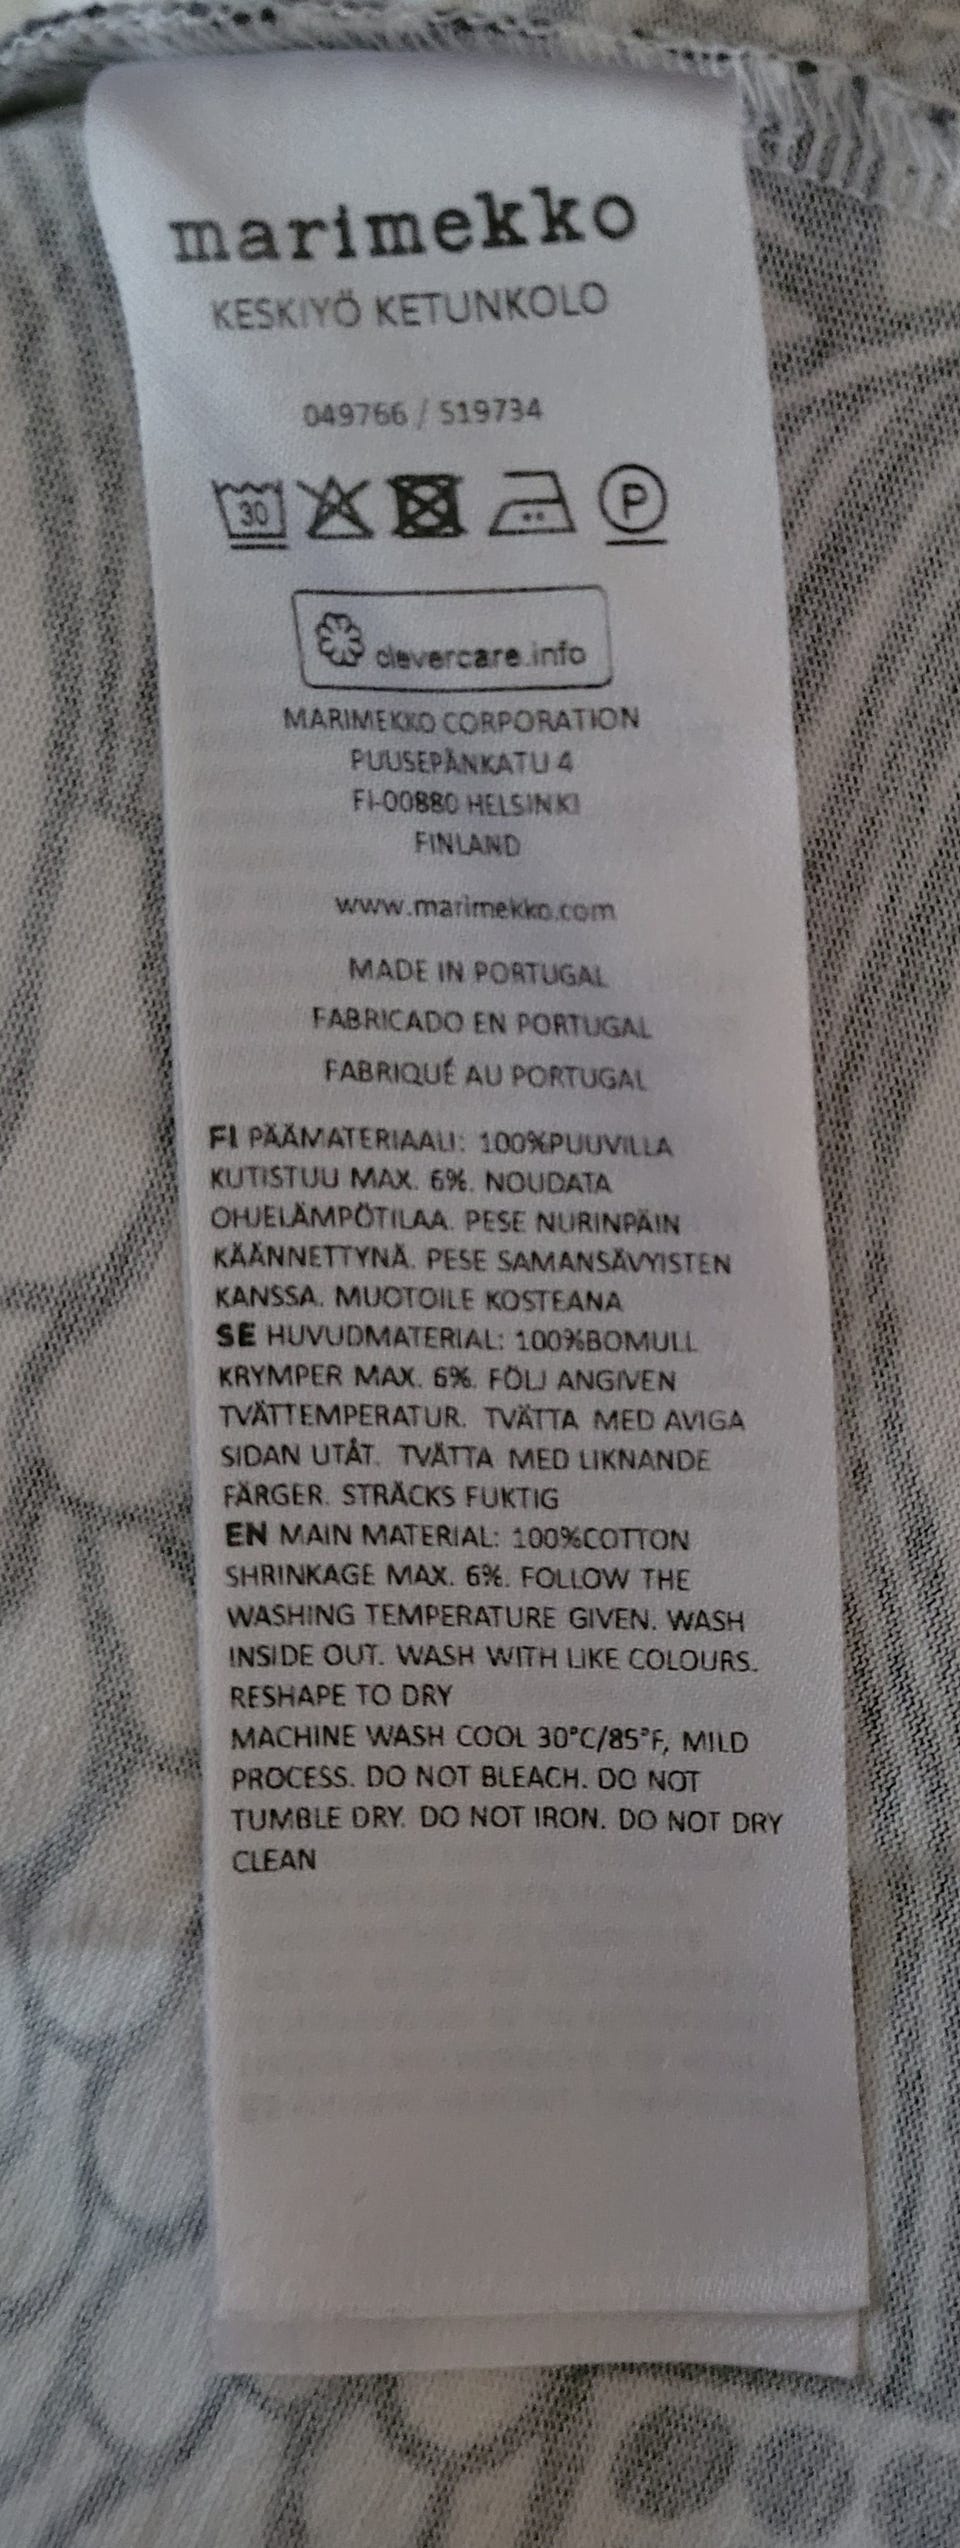 marimekko
KESKIYÖ KETUNKOLO
049766 / 519734
30
P
clevercare.info
MARIMEKKO CORPORATION
PUUSEPÄNKATU 4
FI-00880 HELSINKI
FINLAND
www.marimekko.com
MADE IN PORTUGAL
FABRICADO EN PORTUGAL
FABRIQUÉ AU PORTUGAL
FI PÄÄMATERIAALI: 100%PUUVILLA
KUTISTUU MAX. 6%. NOUDATA
OHJELÄMPÖTILAA. PESE NURINPÄIN
KÄÄNNETTYNÄ. PESE SAMANSÄVYISTEN
KANSSA. MUOTOILE KOSTEANA
SE HUVUDMATERIAL: 100%BOMULL
KRYMPER MAX. 6%. FÖLJ ANGIVEN
TVÄTTEMPERATUR. TVÄTTA MED AVIGA
SIDAN UTÅT. TVÄTTA MED LIKNANDE
FÄRGER. STRÄCKS FUKTIG
EN MAIN MATERIAL: 100%COTTON
SHRINKAGE MAX. 6%. FOLLOW THE
WASHING TEMPERATURE GIVEN. WASH
INSIDE OUT. WASH WITH LIKE COLOURS.
RESHAPE TO DRY
MACHINE WASH COOL 30°C/85°F, MILD
PROCESS. DO NOT BLEACH. DO NOT
TUMBLE DRY. DO NOT IRON. DO NOT DRY
CLEAN